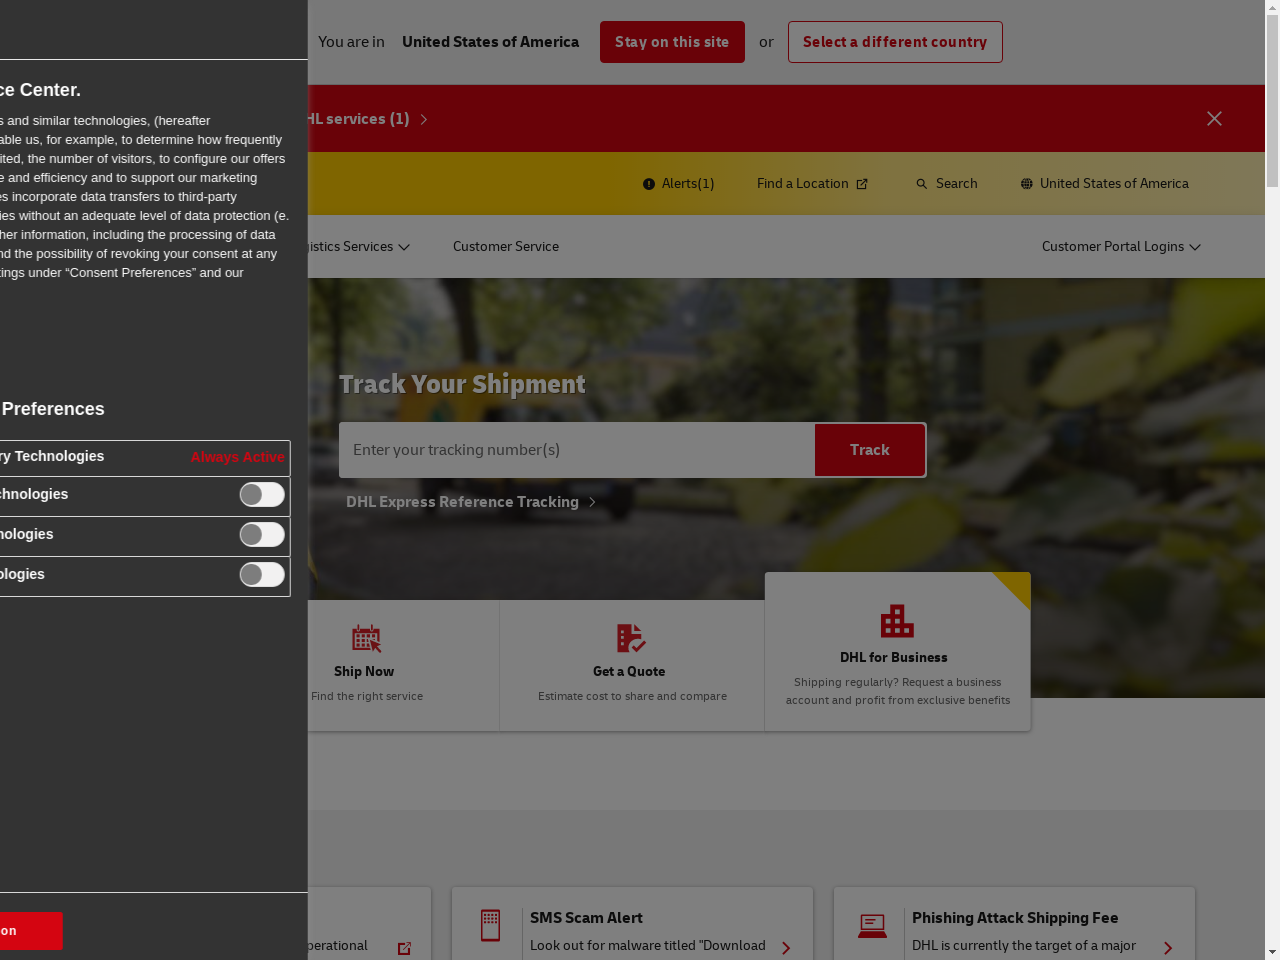 You are in United States of America Stay on this site or Select a different country
ce Center.
s and similar technologies, (hereafter
able us, for example, to determine how frequently
ited, the number of visitors, to configure our offers
e and efficiency and to support our marketing
es incorporate data transfers to third-party
ies without an adequate level of data protection (e.
her information, including the processing of data
nd the possibility of revoking your consent at any
tings under “Consent Preferences” and our
Preferences
ry Technologies Always Active
chnologies
nologies
ologies
on
HL services (1)
Alerts(1) Find a Location Search United States of America
gistics Services Customer Service Customer Portal Logins
Track Your Shipment
Enter your tracking number(s) Track
DHL Express Reference Tracking
Ship Now
Find the right service
Get a Quote
Estimate cost to share and compare
DHL for Business
Shipping regularly? Request a business
account and profit from exclusive benefits
perational
SMS Scam Alert
Look out for malware titled "Download
Phishing Attack Shipping Fee
DHL is currently the target of a major